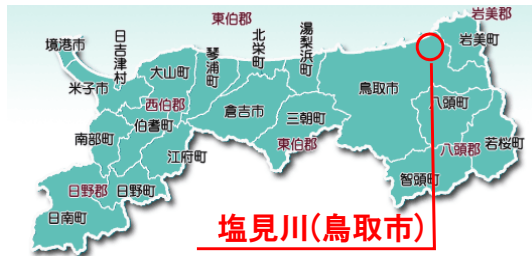 東伯郡
岩美郡
境港市
日吉津村
米子市
大山町
琴浦町
北栄町
湯梨浜町
岩美町
鳥取市
西伯郡
倉吉市
三朝町
八頭町
南部町
伯耆町
江府町
東伯郡
八頭郡
若桜町
日野郡
日野町
智頭町
日南町
塩見川(鳥取市)